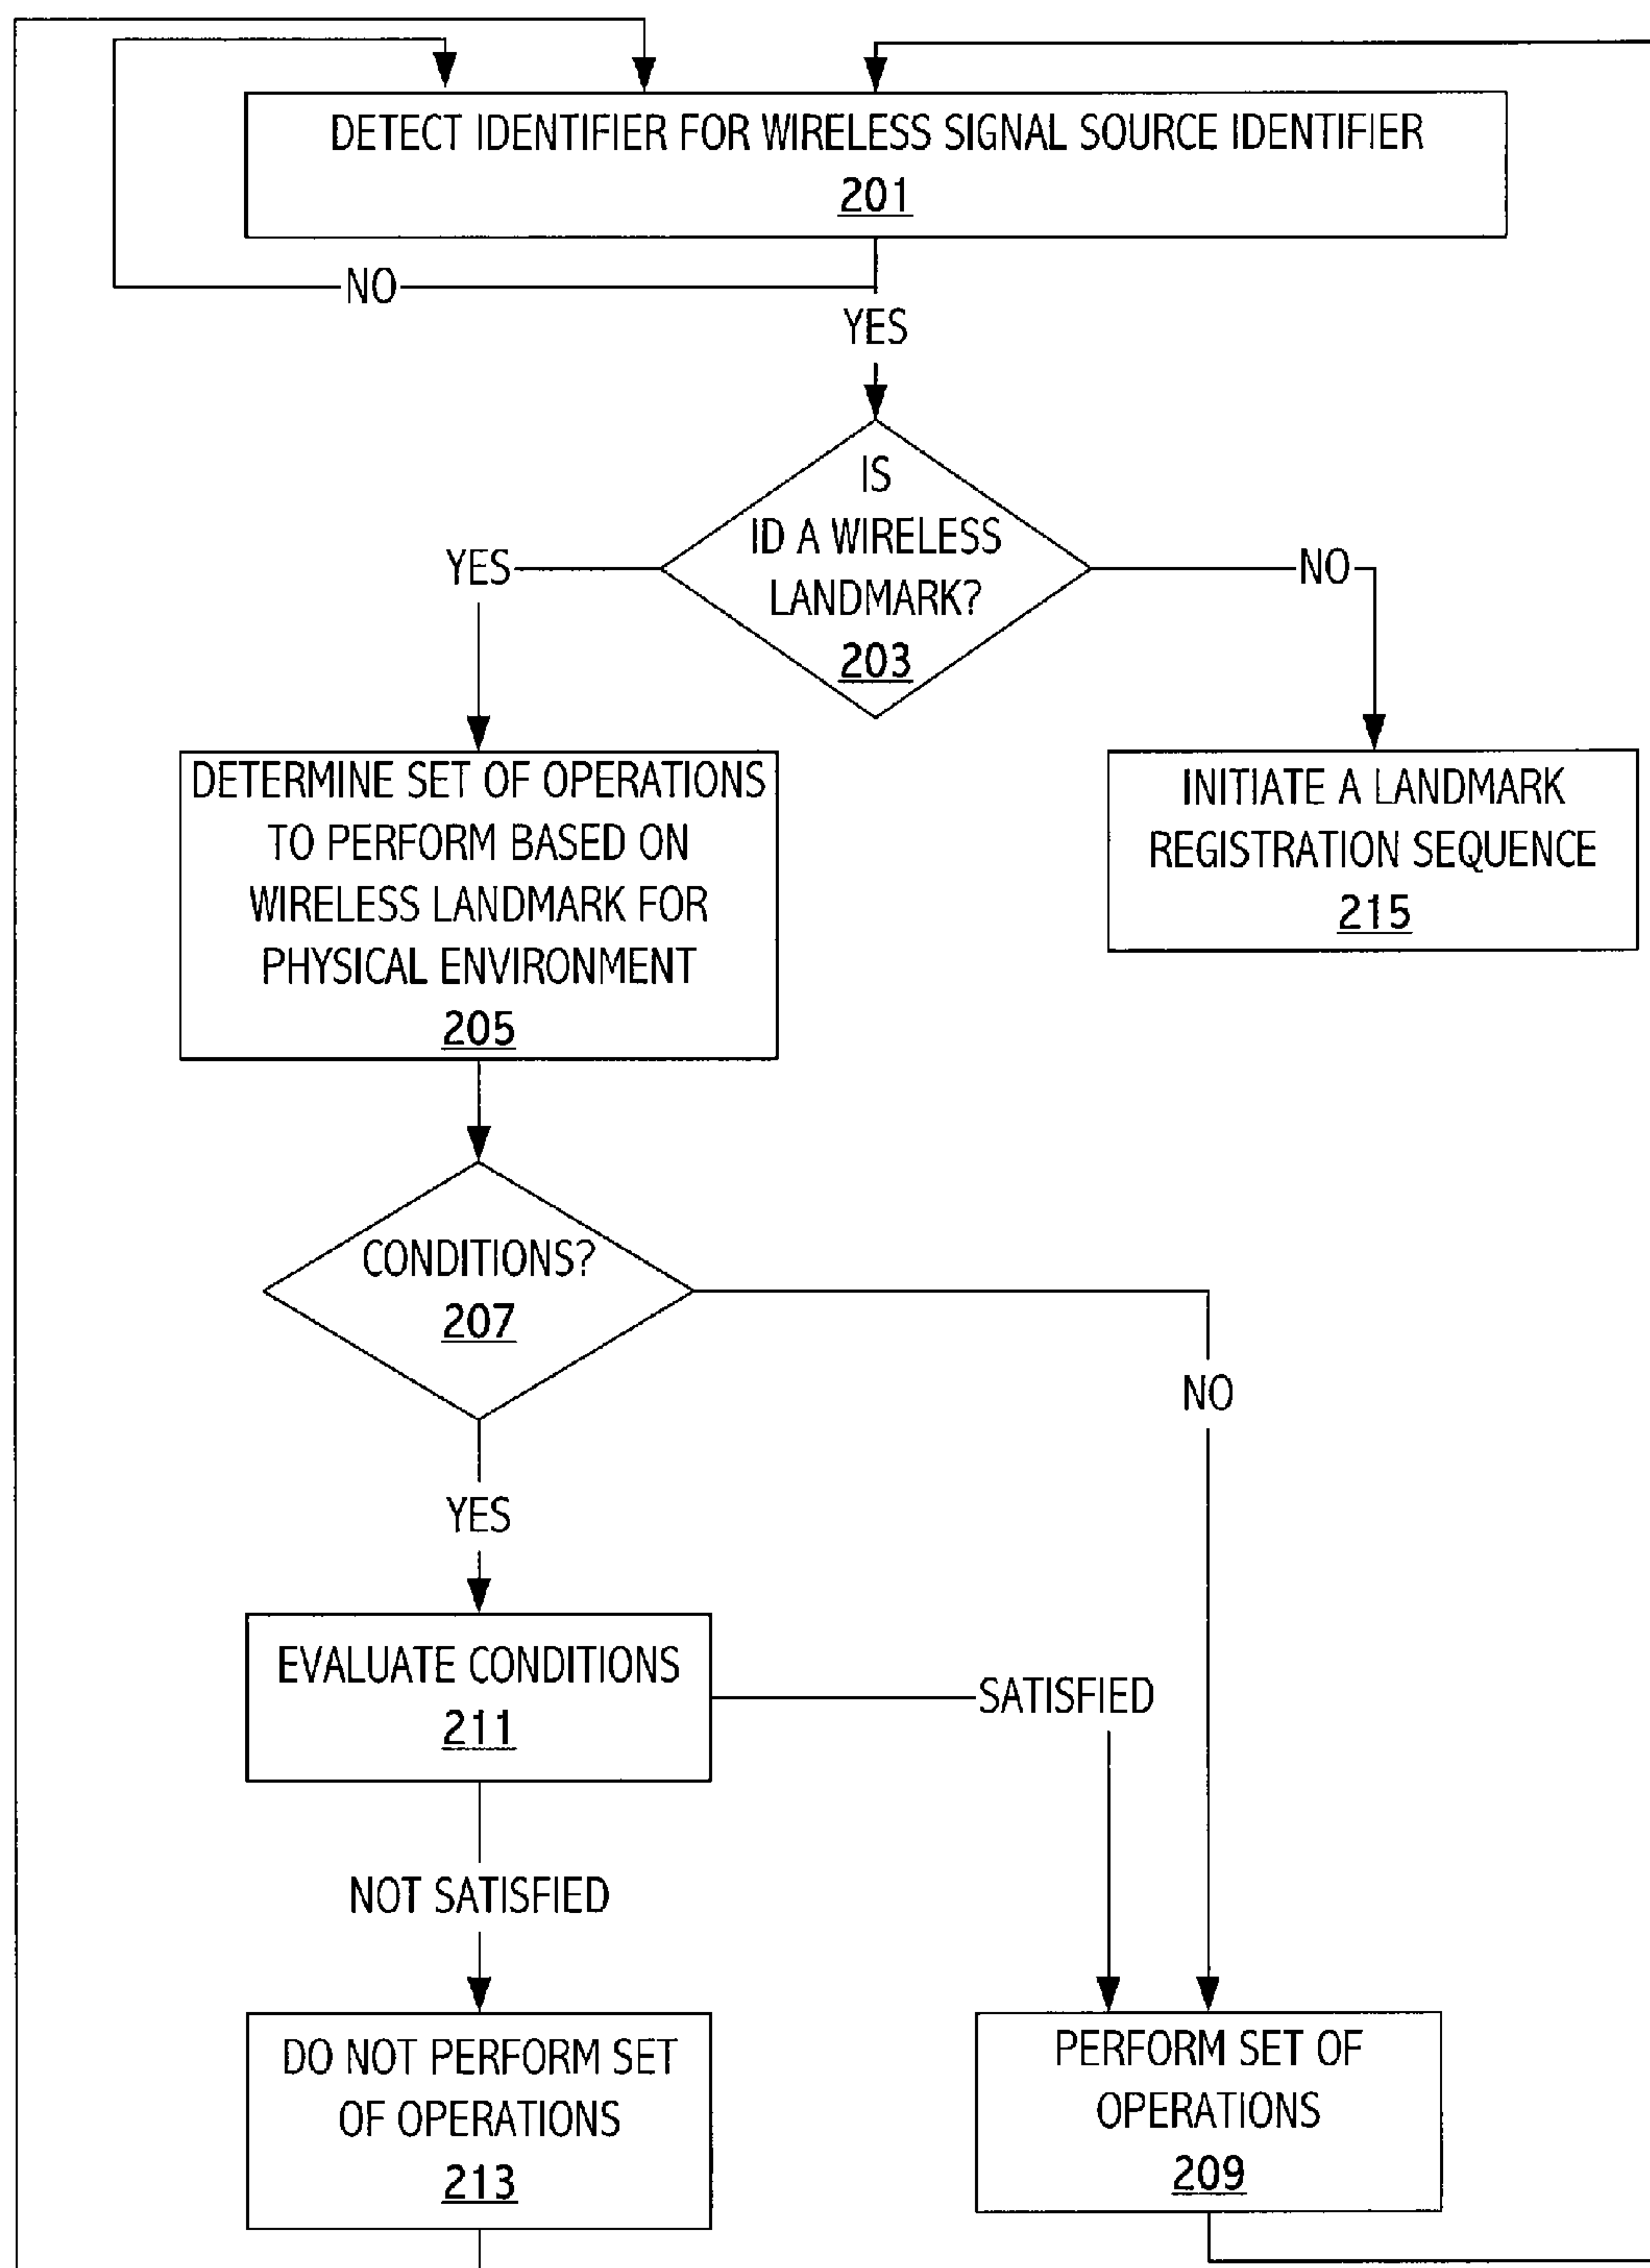 DETECT IDENTIFIER FOR WIRELESS SIGNAL SOURCE IDENTIFIER
201
NO
YES
IS
ID A WIRELESS
LANDMARK?
203
YES
NO
DETERMINE SET OF OPERATIONS
TO PERFORM BASED ON
WIRELESS LANDMARK FOR
PHYSICAL ENVIRONMENT
205
INITIATE A LANDMARK
REGISTRATION SEQUENCE
215
CONDITIONS?
207
NO
YES
EVALUATE CONDITIONS
211
SATISFIED
NOT SATISFIED
DO NOT PERFORM SET
OF OPERATIONS
213
PERFORM SET OF
OPERATIONS
209